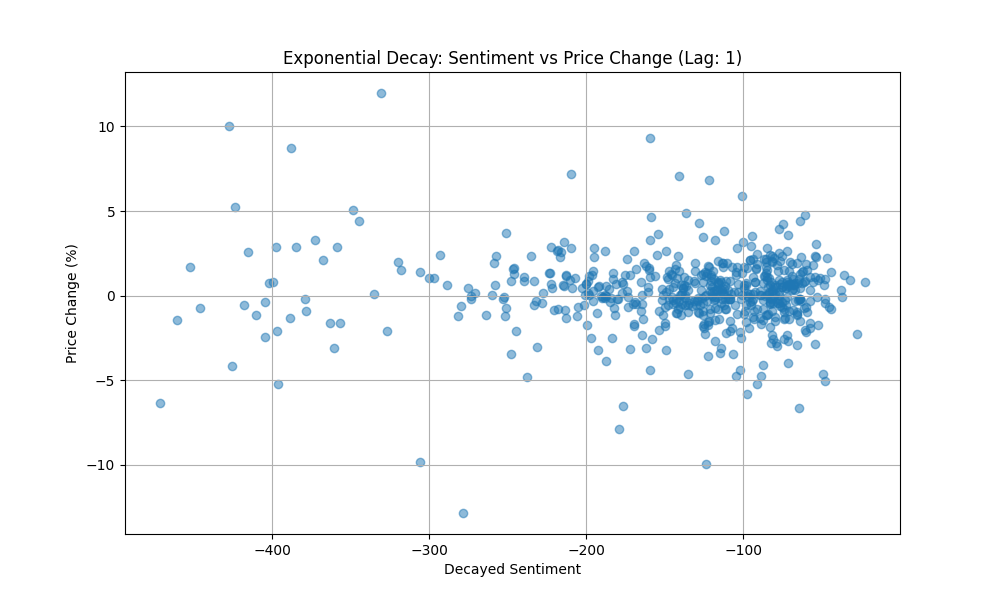 Exponential Decay: Sentiment vs Price Change (Lag: 1)
Price Change (%)
10
5
0
−5
−10
−400 −300 −200 −100
Decayed Sentiment